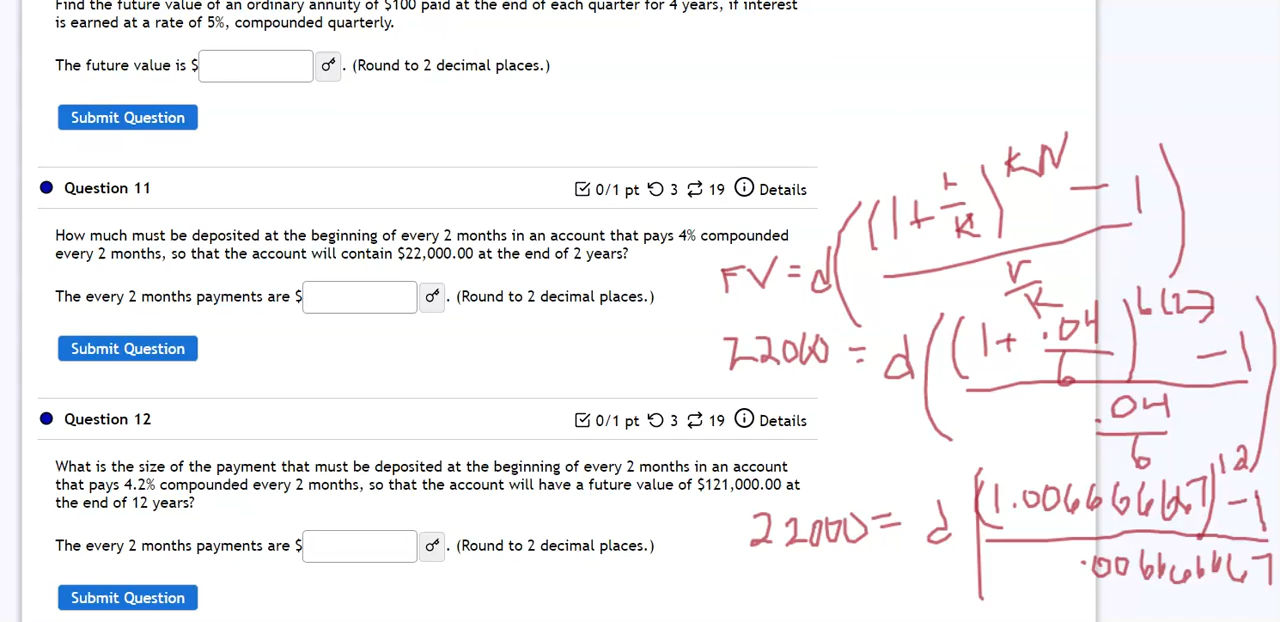 Find the future value of an ordinary annuity of $100 paid at the end of each quarter for 4 years, if interest
is earned at a rate of 5%, compounded quarterly.
The future value is $ . (Round to 2 decimal places.)
Submit Question
Question 11
0/1 pt 3 19 Details
How much must be deposited at the beginning of every 2 months in an account that pays 4% compounded
every 2 months, so that the account will contain $22,000.00 at the end of 2 years?
The every 2 months payments are $ . (Round to 2 decimal places.)
Submit Question
Question 12
0/1 pt 3 19 Details
What is the size of the payment that must be deposited at the beginning of every 2 months in an account
that pays 4.2% compounded every 2 months, so that the account will have a future value of $121,000.00 at
the end of 12 years?
The every 2 months payments are $ . (Round to 2 decimal places.)
Submit Question
FV = d(((1 + r/k)^kN − 1) / (r/k))
22000 = d(((1 + .04/6)^6(2) − 1) / (.04/6))
22000 = d((1.006666667)^12 − 1 / .006666667